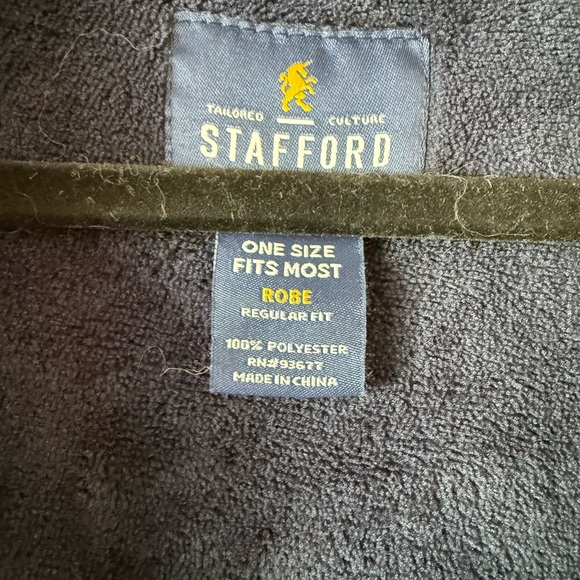 TAILORED CULTURE
STAFFORD
ONE SIZE
FITS MOST
ROBE
REGULAR FIT
100% POLYESTER
RN#93677
MADE IN CHINA